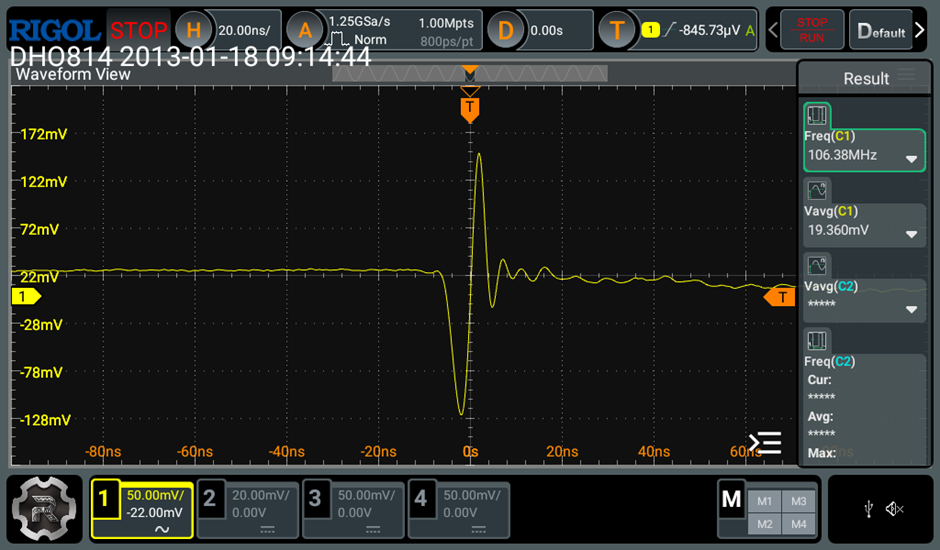 RIGOL STOP H 20.00ns/ A 1.25GSa/s 1.00Mpts D 0.00s T 1 -845.73μV A STOP Default
Norm 800ps/pt RUN
DHO814 2013-01-18 09:14:44
Waveform View
Result
T
172mV
122mV
72mV
22mV
1
-28mV
-78mV
-128mV
T
-80ns -60ns -40ns -20ns 0s 20ns 40ns 60ns
Freq(C1)
106.38MHz
Vavg(C1)
19.360mV
Vavg(C2)
*****
Freq(C2)
Cur:
*****
Avg:
*****
Max:
R
1 50.00mV/
-22.00mV
2 20.00mV/
0.00V
3 50.00mV/
0.00V
4 50.00mV/
0.00V
M M1 M3
M2 M4